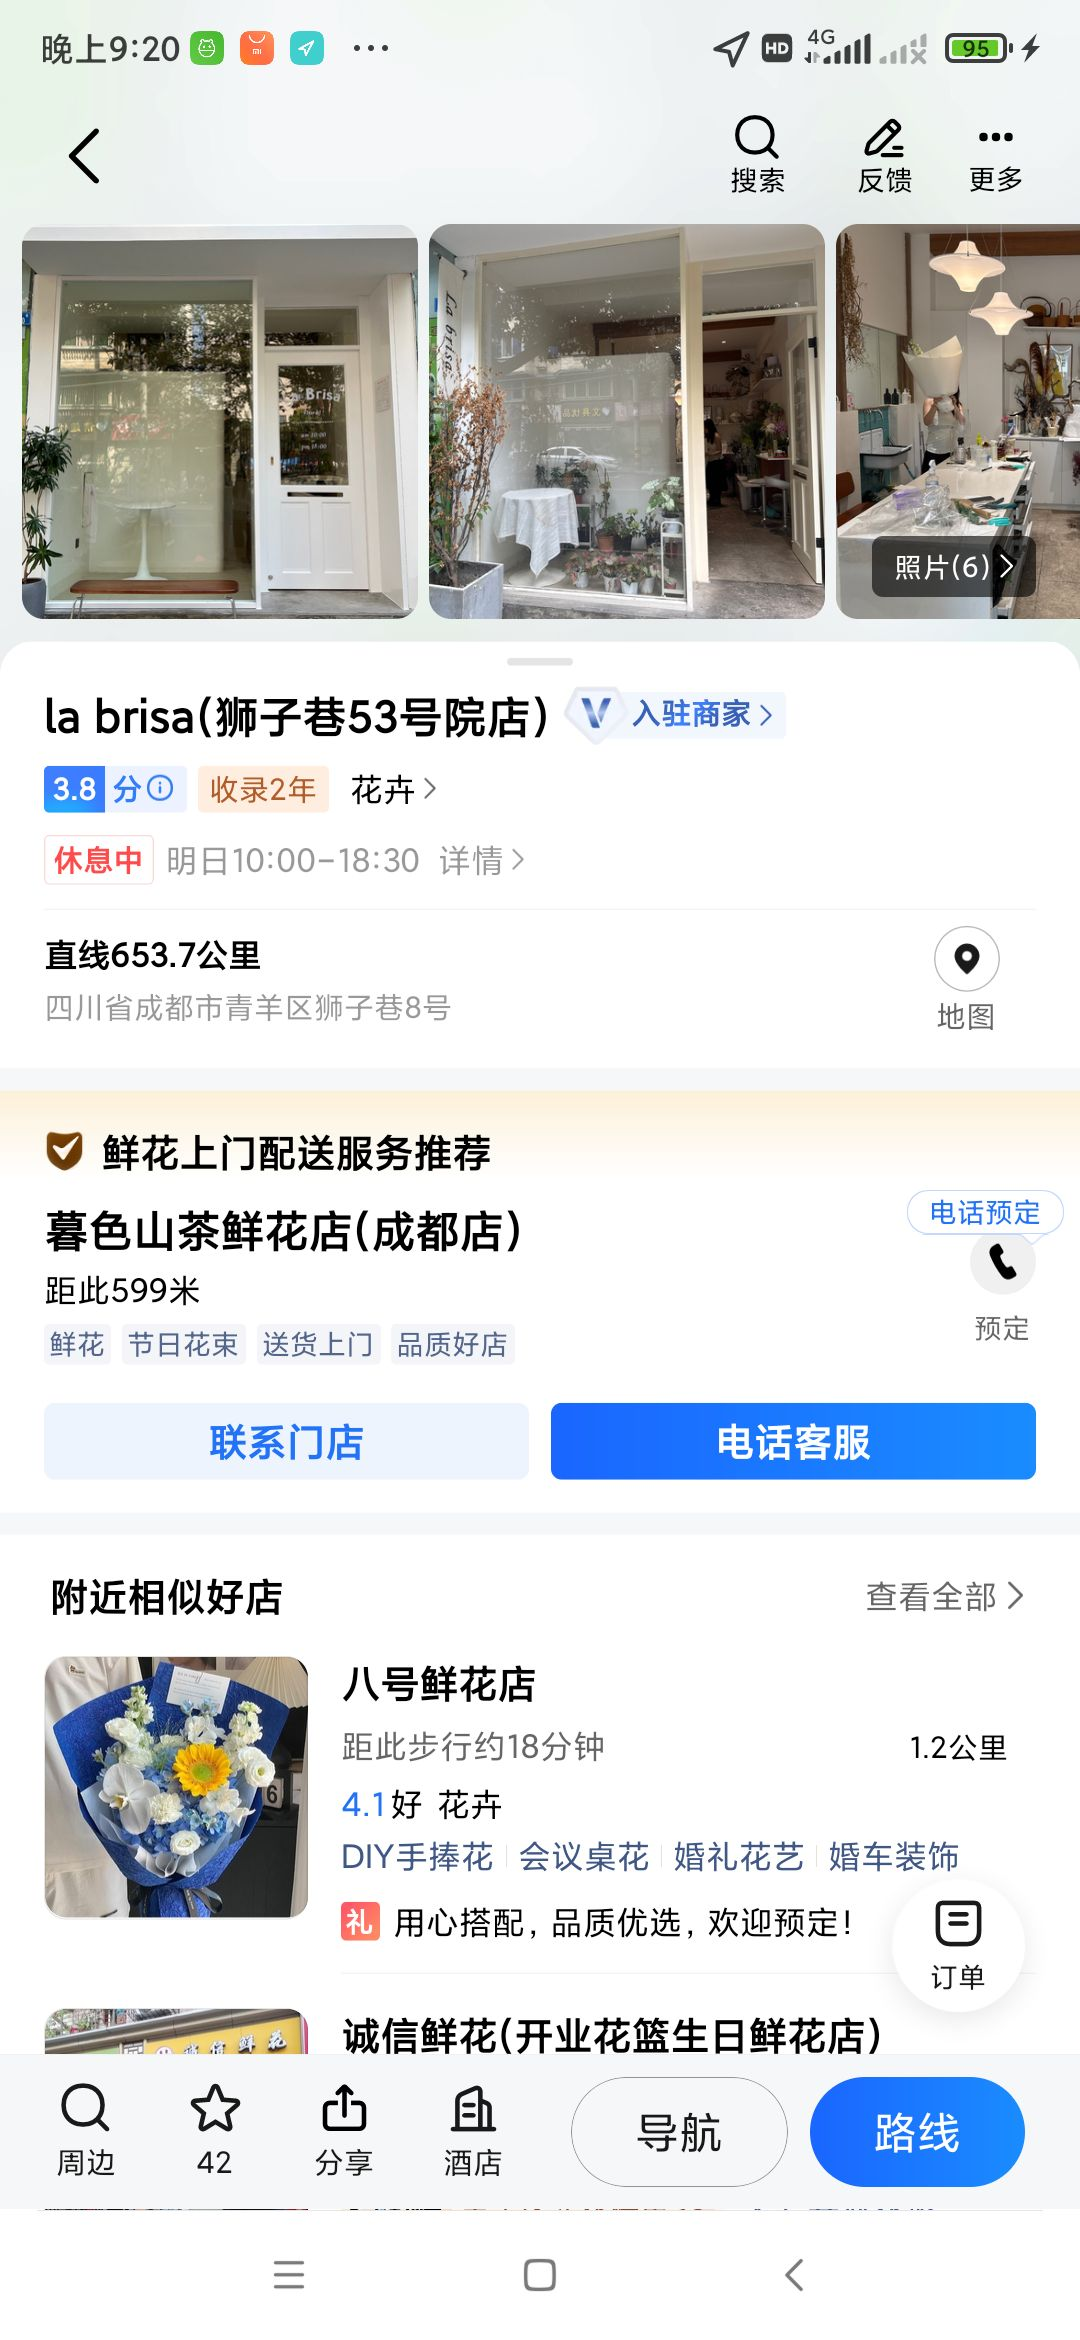 晚上9:20
HD
4G
95
搜索
反馈
更多
La brisa
Brisa
照片(6)
la brisa(狮子巷53号院店)
入驻商家
3.8分
收录2年
花卉
休息中
明日10:00-18:30
详情
直线653.7公里
四川省成都市青羊区狮子巷8号
地图
鲜花上门配送服务推荐
暮色山茶鲜花店(成都店)
电话预定
距此599米
预定
鲜花
节日花束
送货上门
品质好店
联系门店
电话客服
附近相似好店
查看全部
八号鲜花店
距此步行约18分钟
1.2公里
4.1好 花卉
DIY手捧花
会议桌花
婚礼花艺
婚车装饰
礼 用心搭配，品质优选，欢迎预定！
订单
诚信鲜花(开业花篮生日鲜花店)
周边
42
分享
酒店
导航
路线